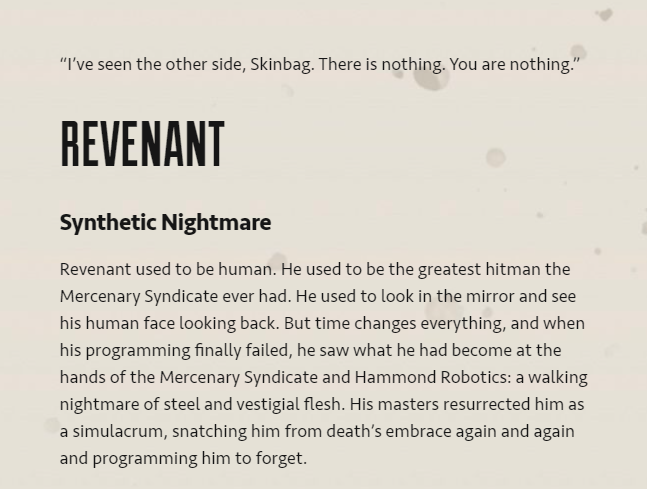 “I’ve seen the other side, Skinbag. There is nothing. You are nothing.”
REVENANT
Synthetic Nightmare
Revenant used to be human. He used to be the greatest hitman the
Mercenary Syndicate ever had. He used to look in the mirror and see
his human face looking back. But time changes everything, and when
his programming finally failed, he saw what he had become at the
hands of the Mercenary Syndicate and Hammond Robotics: a walking
nightmare of steel and vestigial flesh. His masters resurrected him as
a simulacrum, snatching him from death’s embrace again and again
and programming him to forget.